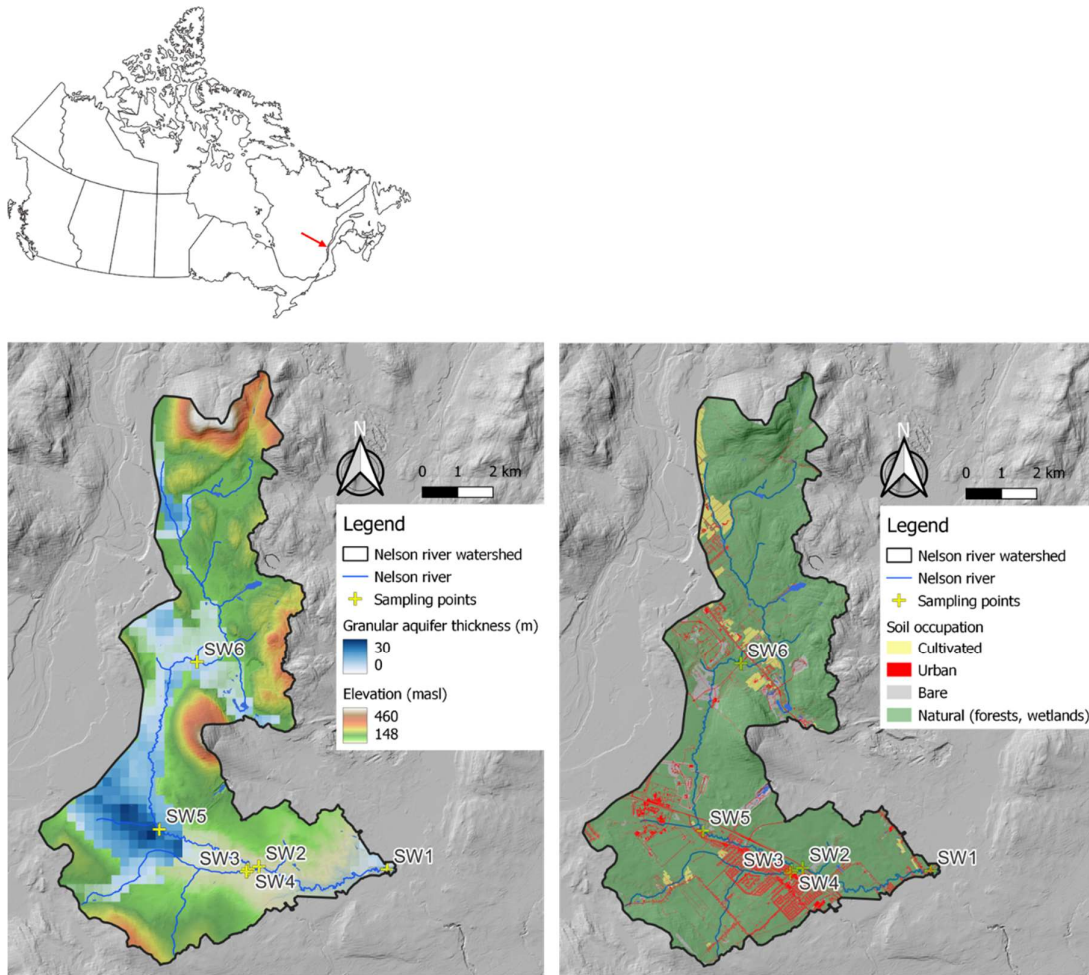 N
0 1 2 km
Legend
Nelson river watershed
Nelson river
Sampling points
Granular aquifer thickness (m)
30
0
Elevation (masl)
460
148
SW6
SW5
SW3
SW2
SW4
SW1
N
0 1 2 km
Legend
Nelson river watershed
Nelson river
Sampling points
Soil occupation
Cultivated
Urban
Bare
Natural (forests, wetlands)
SW6
SW5
SW3
SW2
SW4
SW1